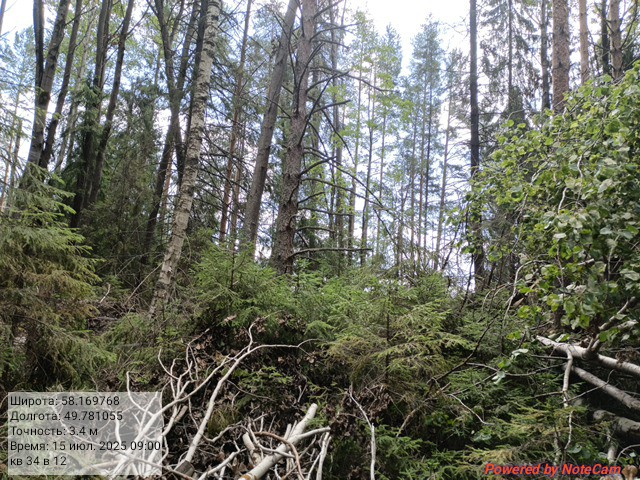 Широта: 58.169768
Долгота: 49.781055
Точность: 3.4 м
Время: 15 июл. 2025 09:00
кв 34 в 12
Powered by NoteCam